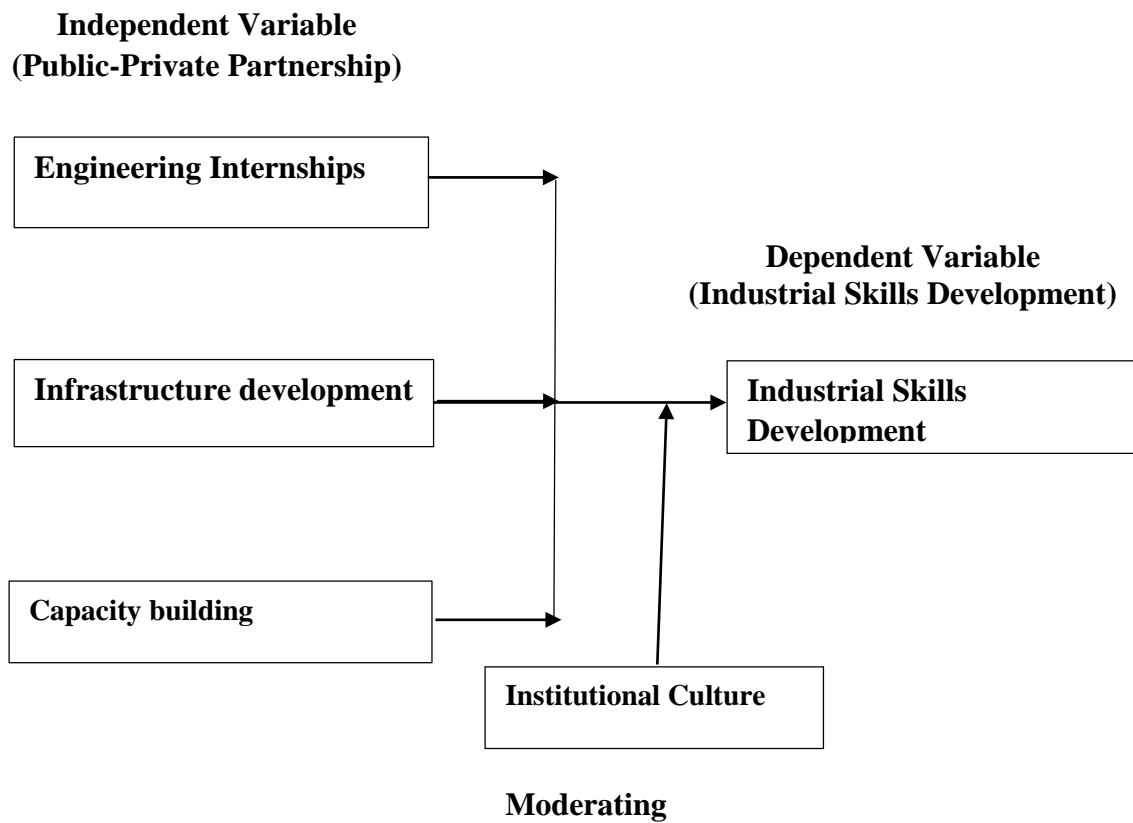 Independent Variable
(Public-Private Partnership)
Engineering Internships
Dependent Variable
(Industrial Skills Development)
Infrastructure development
Industrial Skills
Development
Capacity building
Institutional Culture
Moderating